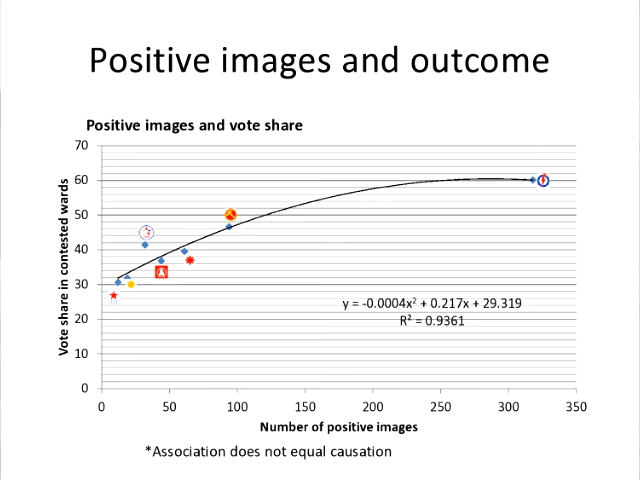 Positive images and outcome
Positive images and vote share
Vote share in contested wards
70
60
50
40
30
20
10
0
y = -0.0004x² + 0.217x + 29.319
R² = 0.9361
0 50 100 150 200 250 300 350
Number of positive images
*Association does not equal causation